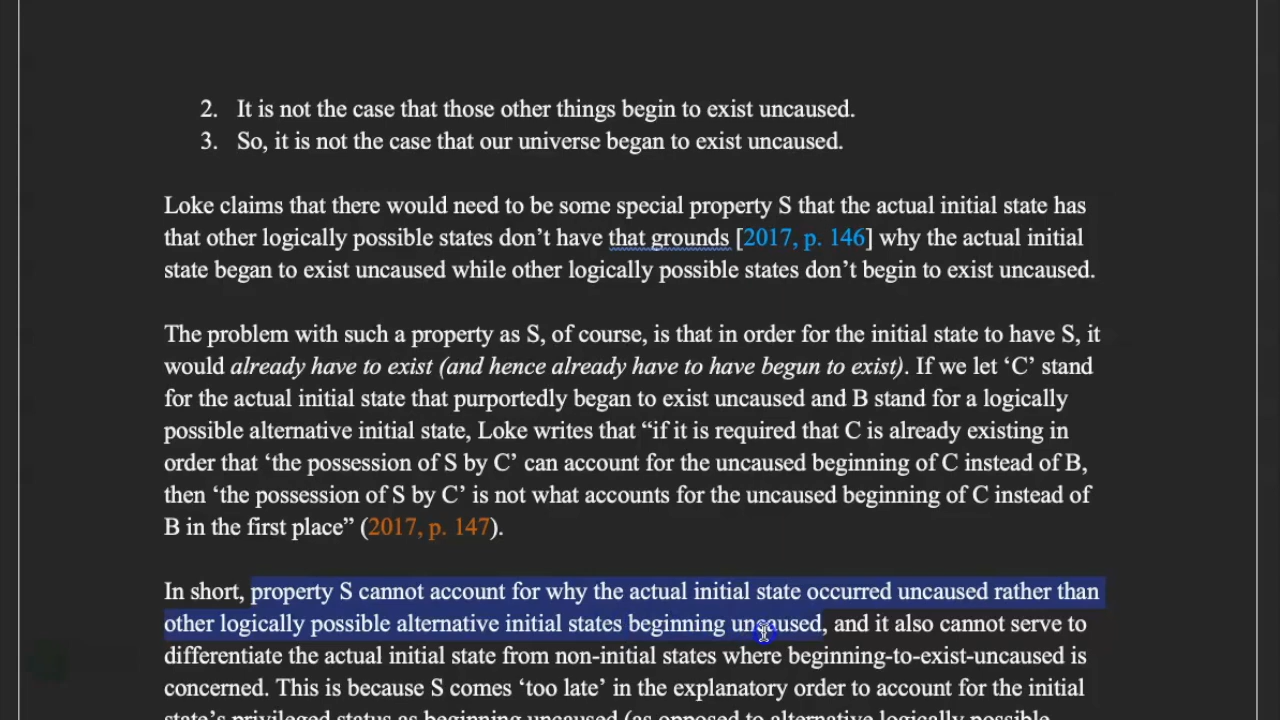 2. It is not the case that those other things begin to exist uncaused.
3. So, it is not the case that our universe began to exist uncaused.
Loke claims that there would need to be some special property S that the actual initial state has
that other logically possible states don’t have that grounds [2017, p. 146] why the actual initial
state began to exist uncaused while other logically possible states don’t begin to exist uncaused.
The problem with such a property as S, of course, is that in order for the initial state to have S, it
would already have to exist (and hence already have to have begun to exist). If we let ‘C’ stand
for the actual initial state that purportedly began to exist uncaused and B stand for a logically
possible alternative initial state, Loke writes that “if it is required that C is already existing in
order that ‘the possession of S by C’ can account for the uncaused beginning of C instead of B,
then ‘the possession of S by C’ is not what accounts for the uncaused beginning of C instead of
B in the first place” (2017, p. 147).
In short, property S cannot account for why the actual initial state occurred uncaused rather than
other logically possible alternative initial states beginning uncaused, and it also cannot serve to
differentiate the actual initial state from non-initial states where beginning-to-exist-uncaused is
concerned. This is because S comes ‘too late’ in the explanatory order to account for the initial
state’s privileged status as beginning uncaused (as opposed to alternative logically possible